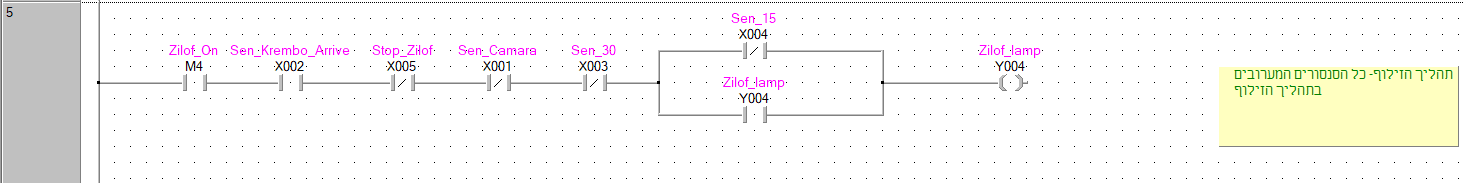 5
Zilof_On Sen_Krembo_Arrive Stop_Zilof Sen_Camara Sen_30
M4 X002 X005 X001 X003
Sen_15
X004
Zilof_lamp
Y004
Zilof_lamp
Y004
תהליך הזילוף- כל הסנסורים המערובים
בתהליך הזילוף